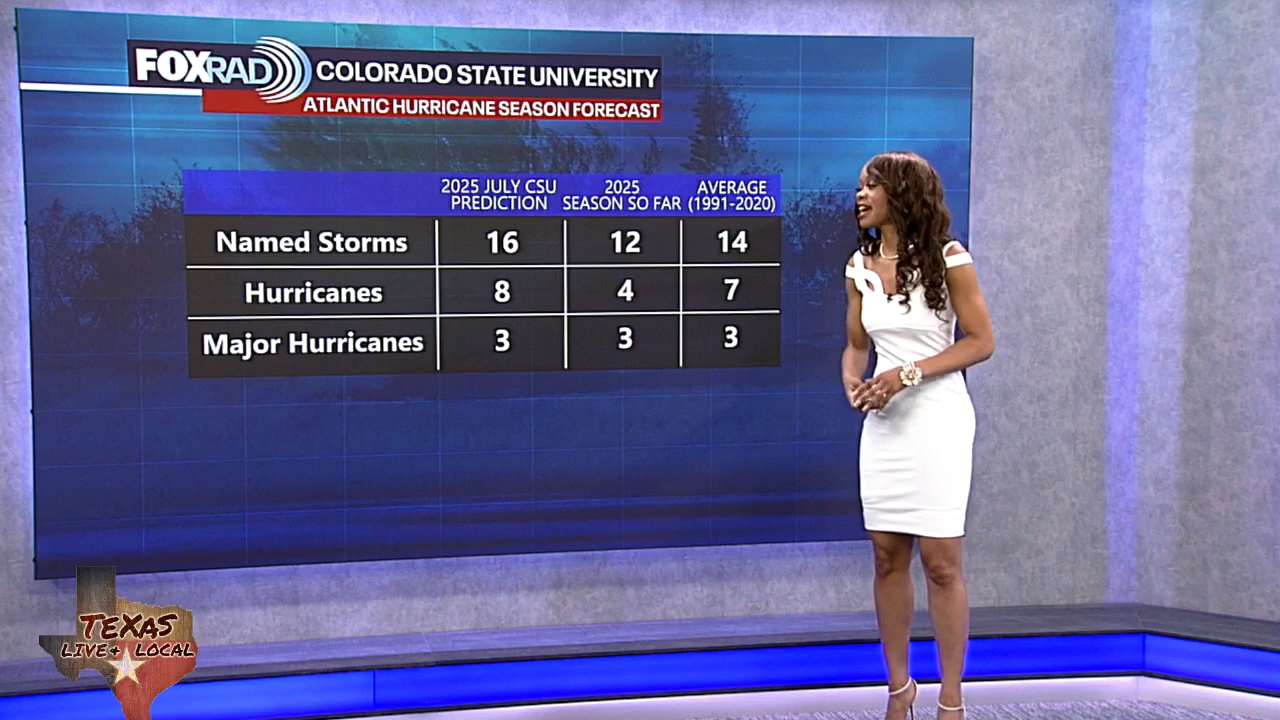 FOXRAD COLORADO STATE UNIVERSITY
ATLANTIC HURRICANE SEASON FORECAST
2025 JULY CSU PREDICTION 2025 SEASON SO FAR AVERAGE (1991-2020)
Named Storms 16 12 14
Hurricanes 8 4 7
Major Hurricanes 3 3 3
TEXAS
LIVE & LOCAL